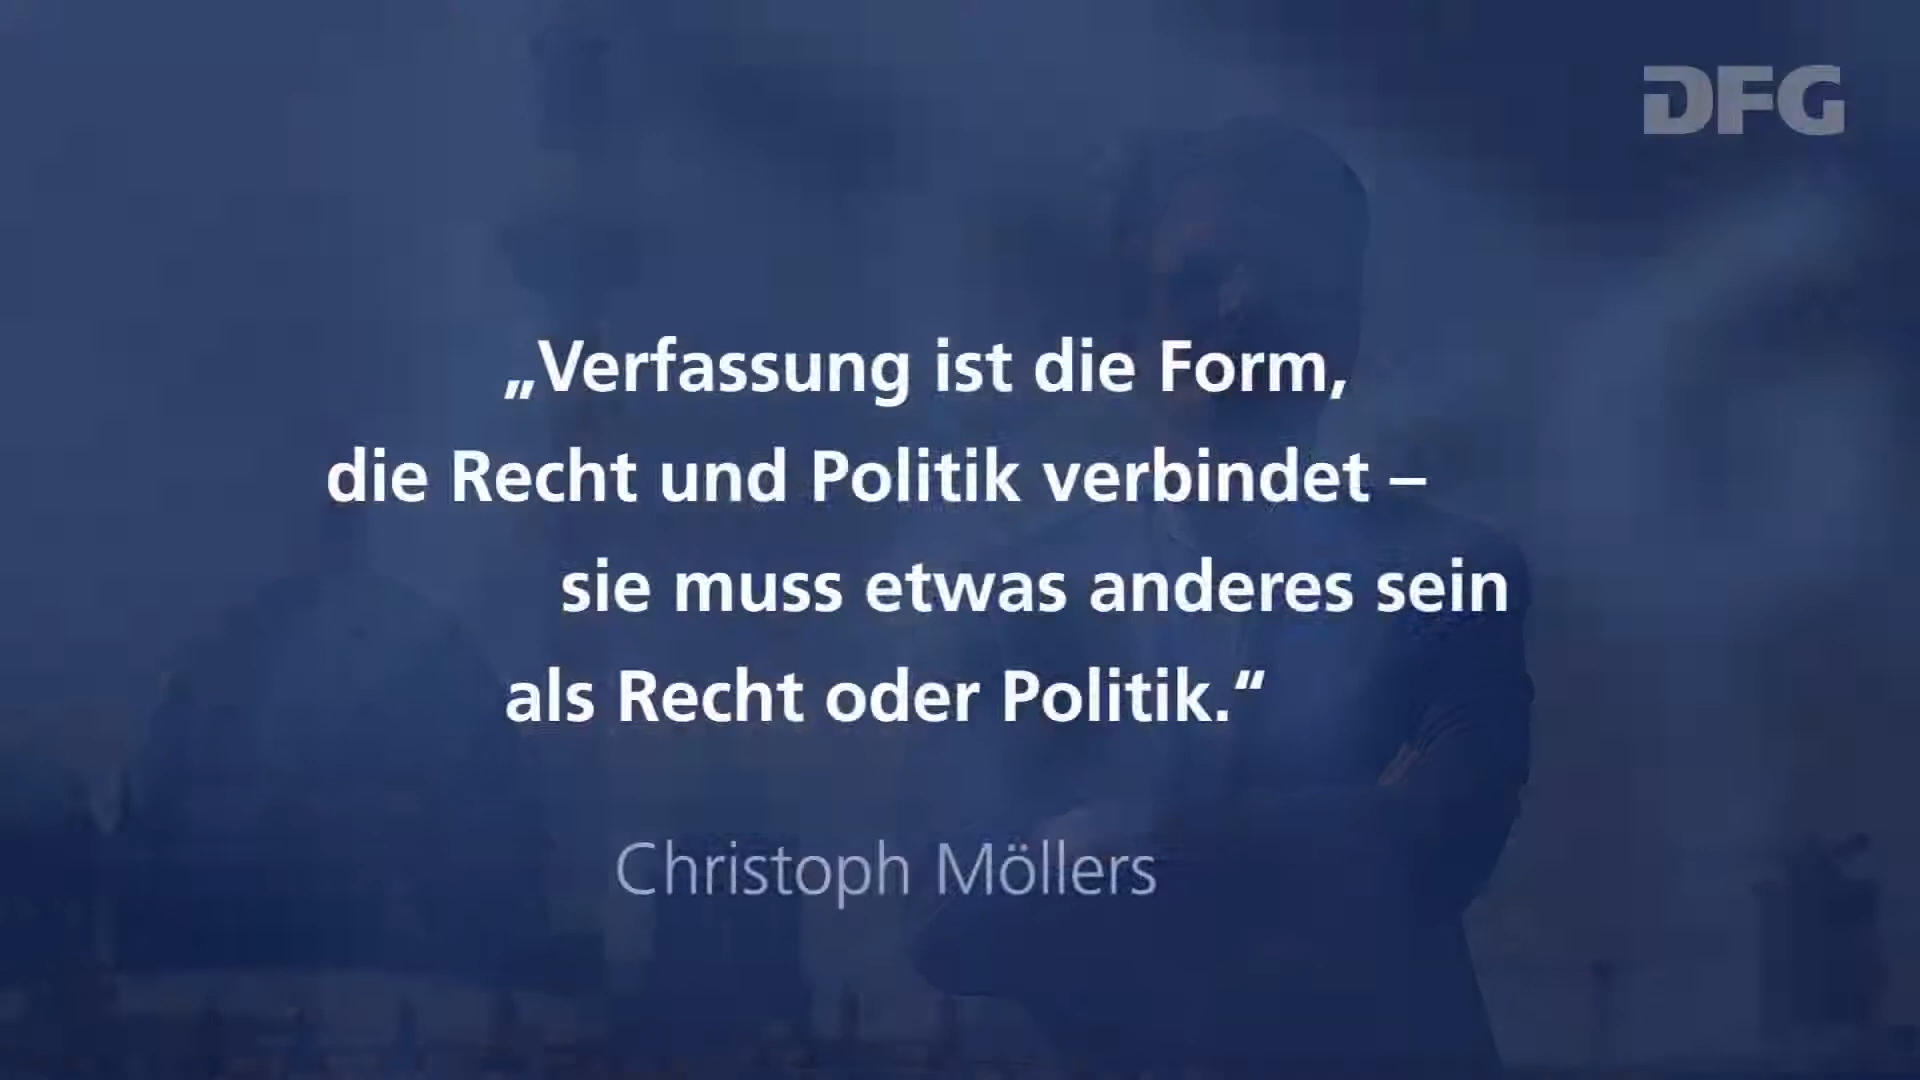 DFG
„Verfassung ist die Form,
die Recht und Politik verbindet –
sie muss etwas anderes sein
als Recht oder Politik.“
Christoph Möllers